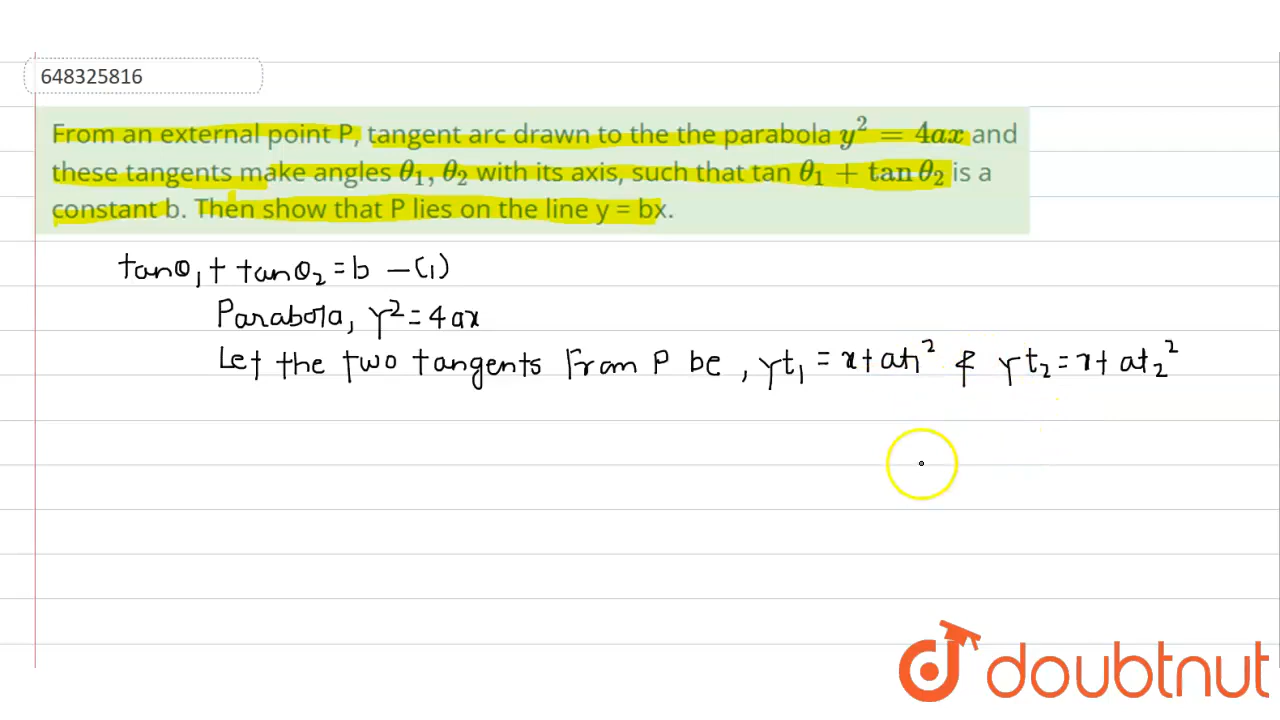 648325816
From an external point P, tangent arc drawn to the the parabola y² = 4ax and
these tangents make angles θ₁, θ₂ with its axis, such that tan θ₁ + tan θ₂ is a
constant b. Then show that P lies on the line y = bx.
tanθ₁ + tanθ₂ = b – (1)
Parabola, y² = 4ax
Let the two tangents From P be, yt₁ = x + at₁² & yt₂ = x + at₂²
doubtnut